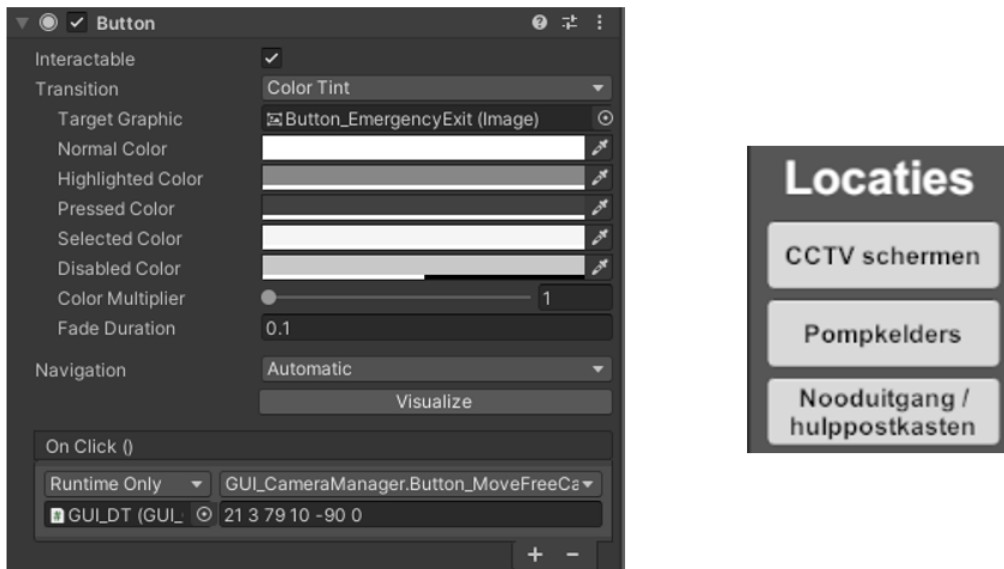 Button
Interactable
Transition Color Tint
Target Graphic Button_EmergencyExit (Image)
Normal Color
Highlighted Color
Pressed Color
Selected Color
Disabled Color
Color Multiplier 1
Fade Duration 0.1
Navigation Automatic
Visualize
On Click ()
Runtime Only GUI_CameraManager.Button_MoveFreeCa
GUI_DT (GUI_ 21 3 79 10 -90 0
+ −
Locaties
CCTV schermen
Pompkelders
Nooduitgang /
hulppostkasten